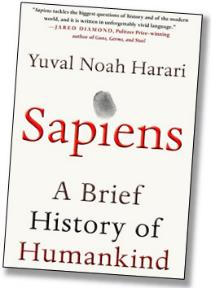 "Sapiens tackles the biggest questions of history and of the modern
world, and it is written in unforgettably vivid language."
—JARED DIAMOND, Pulitzer Prize-winning
author of Guns, Germs, and Steel
Yuval Noah Harari
Sapiens
A Brief
History of
Humankind